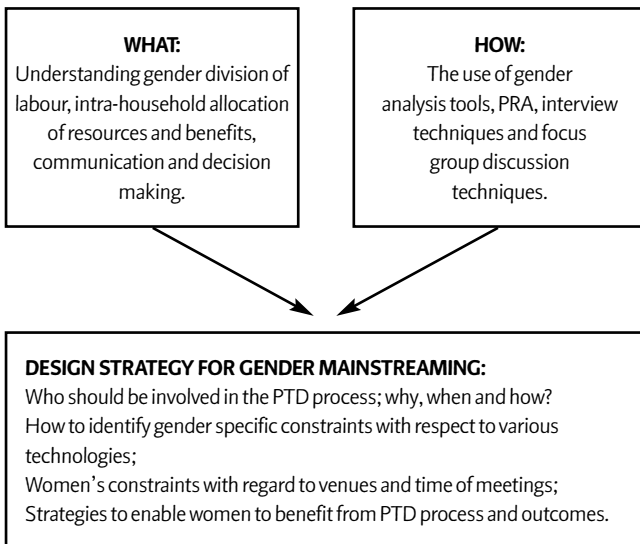 WHAT:
Understanding gender division of
labour, intra-household allocation
of resources and benefits,
communication and decision
making.
HOW:
The use of gender
analysis tools, PRA, interview
techniques and focus
group discussion
techniques.
DESIGN STRATEGY FOR GENDER MAINSTREAMING:
Who should be involved in the PTD process; why, when and how?
How to identify gender specific constraints with respect to various
technologies;
Women's constraints with regard to venues and time of meetings;
Strategies to enable women to benefit from PTD process and outcomes.